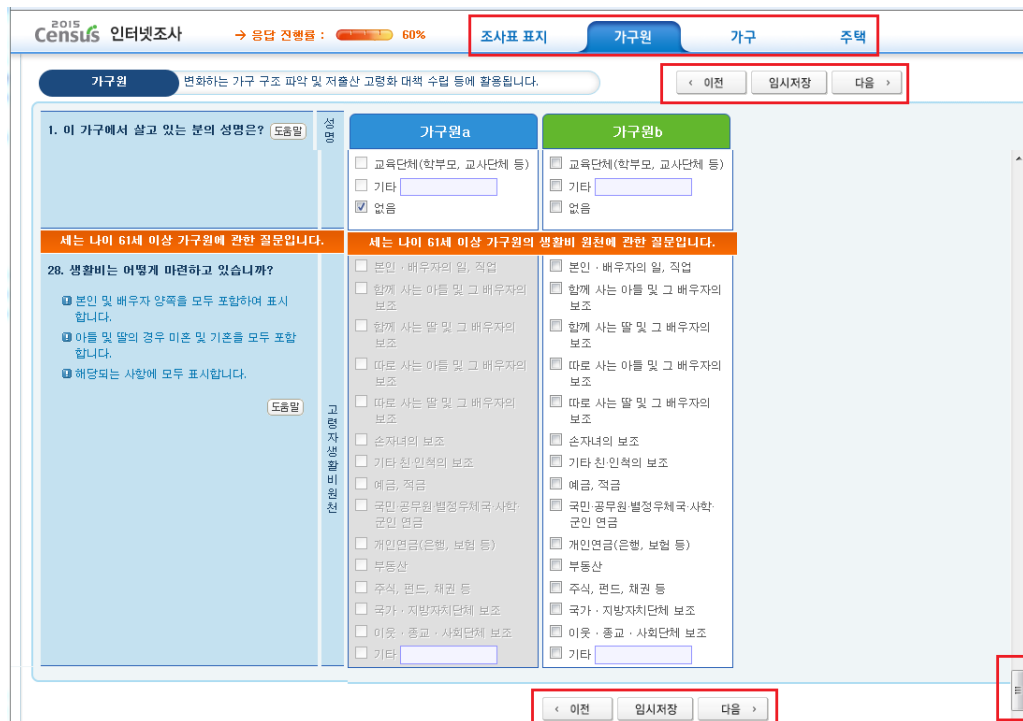 2015
Census 인터넷조사
→ 응답 진행률 : 60%
조사표 표지
가구원
가구
주택
가구원
변화하는 가구 구조 파악 및 저출산 고령화 대책 수립 등에 활용됩니다.
‹ 이전
임시저장
다음 ›
1. 이 가구에서 살고 있는 분의 성명은? 도움말
성명
가구원a
가구원b
교육단체(학부모, 교사단체 등)
기타
없음
교육단체(학부모, 교사단체 등)
기타
없음
세는 나이 61세 이상 가구원에 관한 질문입니다.
세는 나이 61세 이상 가구원의 생활비 원천에 관한 질문입니다.
28. 생활비는 어떻게 마련하고 있습니까?
본인 및 배우자 양쪽을 모두 포함하여 표시
합니다.
아들 및 딸의 경우 미혼 및 기혼을 모두 포함
합니다.
해당되는 사항에 모두 표시합니다.
도움말
고령자생활비원천
본인 · 배우자의 일, 직업
함께 사는 아들 및 그 배우자의
보조
함께 사는 딸 및 그 배우자의
보조
따로 사는 아들 및 그 배우자의
보조
따로 사는 딸 및 그 배우자의
보조
손자녀의 보조
기타 친·인척의 보조
예금, 적금
국민·공무원·별정우체국·사학·
군인 연금
개인연금(은행, 보험 등)
부동산
주식, 펀드, 채권 등
국가 · 지방자치단체 보조
이웃 · 종교 · 사회단체 보조
기타
본인 · 배우자의 일, 직업
함께 사는 아들 및 그 배우자의
보조
함께 사는 딸 및 그 배우자의
보조
따로 사는 아들 및 그 배우자의
보조
따로 사는 딸 및 그 배우자의
보조
손자녀의 보조
기타 친·인척의 보조
예금, 적금
국민·공무원·별정우체국·사학·
군인 연금
개인연금(은행, 보험 등)
부동산
주식, 펀드, 채권 등
국가 · 지방자치단체 보조
이웃 · 종교 · 사회단체 보조
기타
‹ 이전
임시저장
다음 ›